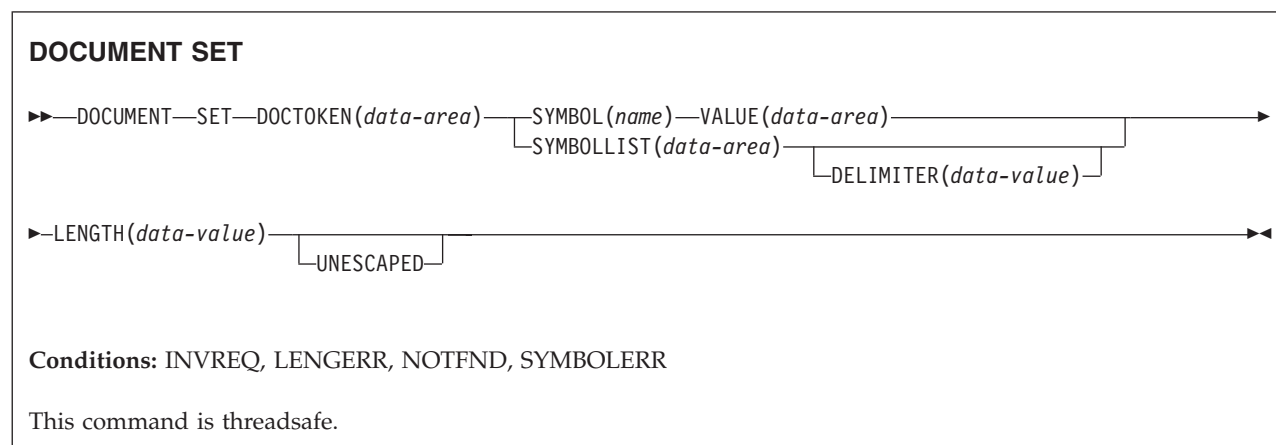 DOCUMENT SET
DOCUMENT SET DOCTOKEN(data-area) SYMBOL(name) VALUE(data-area)
SYMBOLLIST(data-area)
DELIMITER(data-value)
LENGTH(data-value)
UNESCAPED
Conditions: INVREQ, LENGERR, NOTFND, SYMBOLERR
This command is threadsafe.